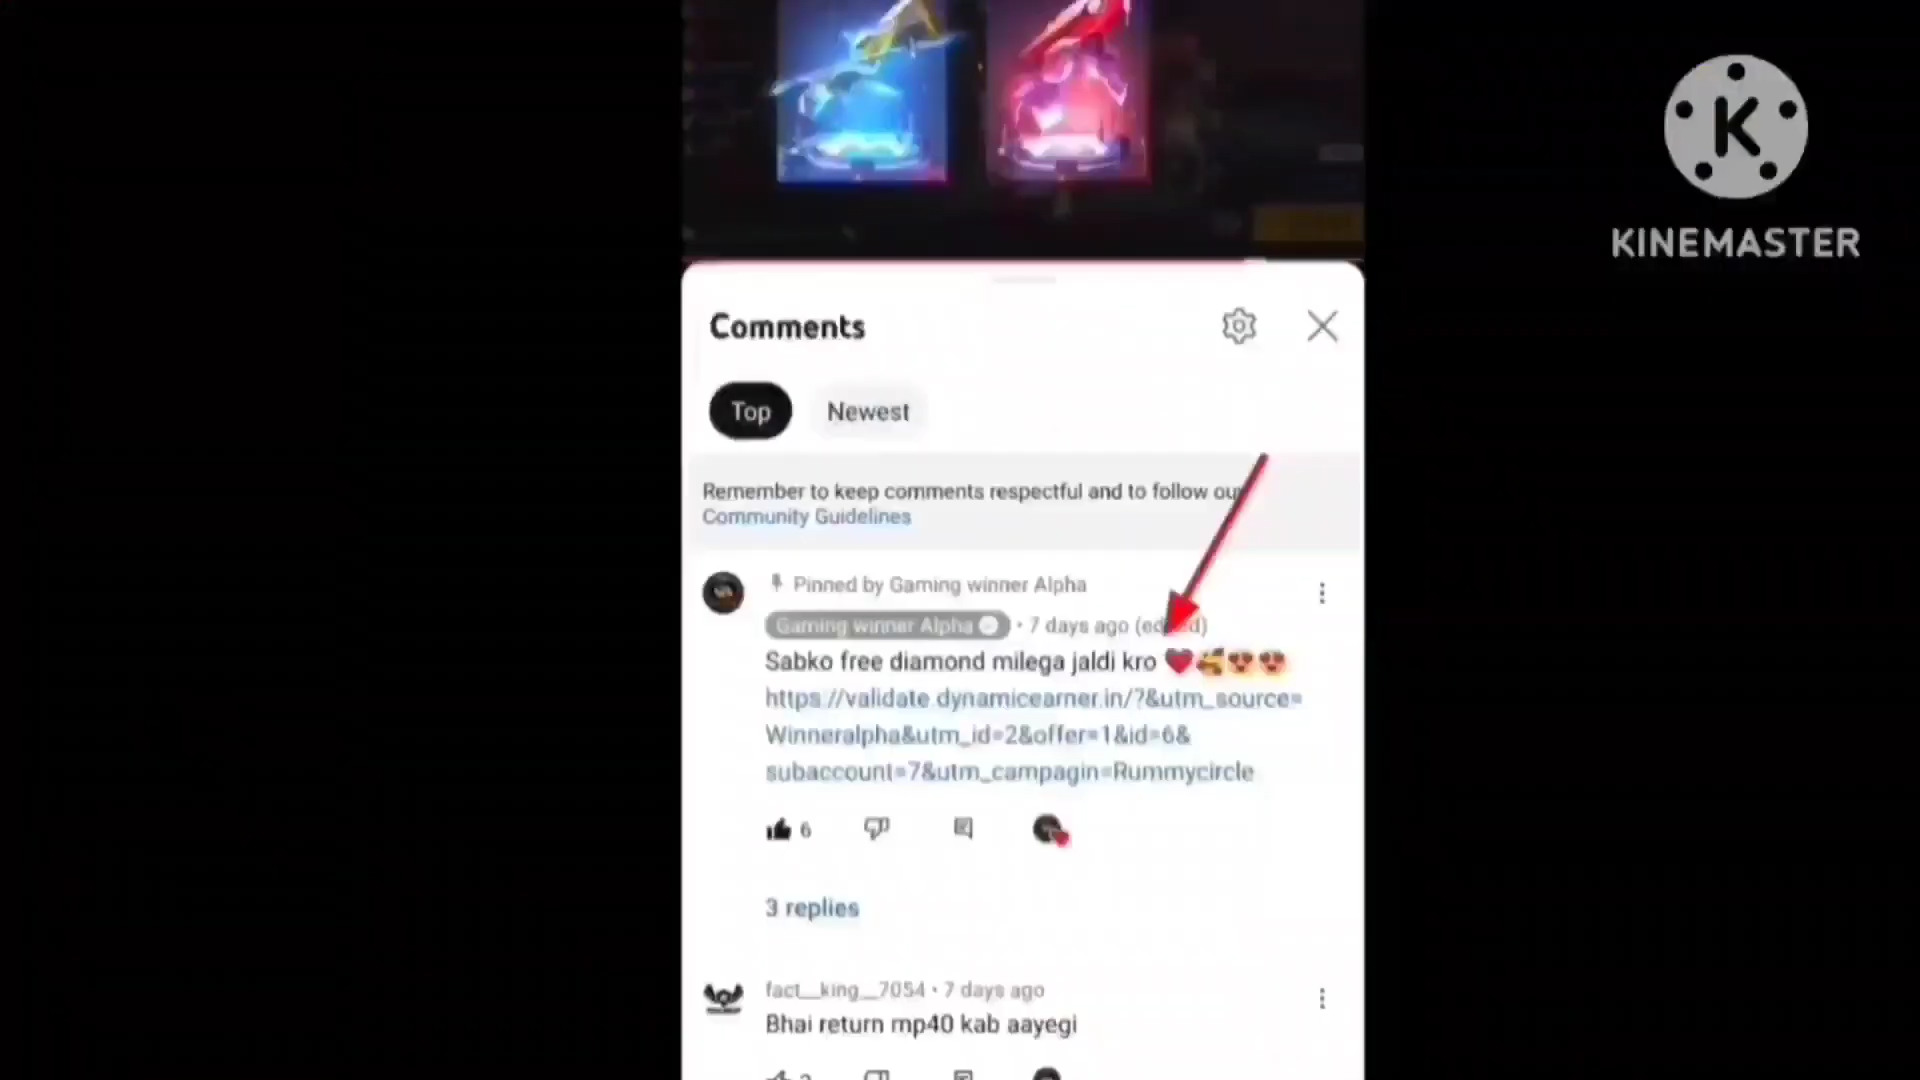 K
KINEMASTER
Comments
Top
Newest
Remember to keep comments respectful and to follow our
Community Guidelines
Pinned by Gaming winner Alpha
Gaming winner Alpha • 7 days ago (edited)
Sabko free diamond milega jaldi kro ❤️🥰😍😍
https://validate.dynamicearner.in/?&utm_source=
Winneralpha&utm_id=2&offer=1&id=6&
subaccount=7&utm_campagin=Rummycircle
6
3 replies
fact__king__7054 • 7 days ago
Bhai return mp40 kab aayegi